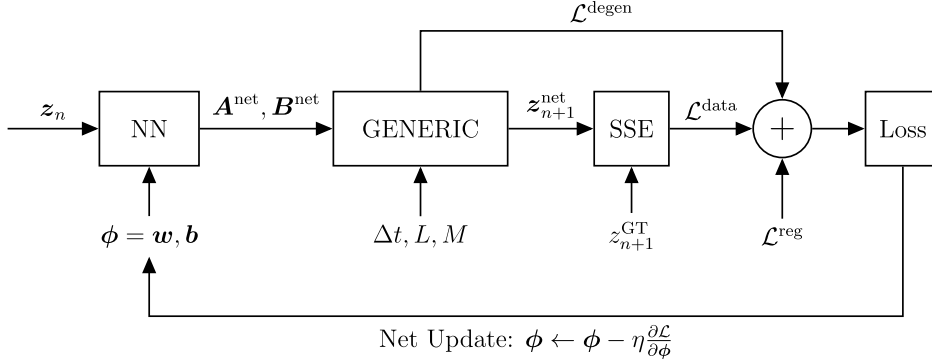 𝓛^degen
𝒛_n
NN
𝑨^net, 𝑩^net
GENERIC
𝒛^net_{n+1}
SSE
𝓛^data
+
Loss
ϕ = 𝒘, 𝒃
Δt, L, M
z^GT_{n+1}
𝓛^reg
Net Update: ϕ ← ϕ − η ∂𝓛/∂ϕ